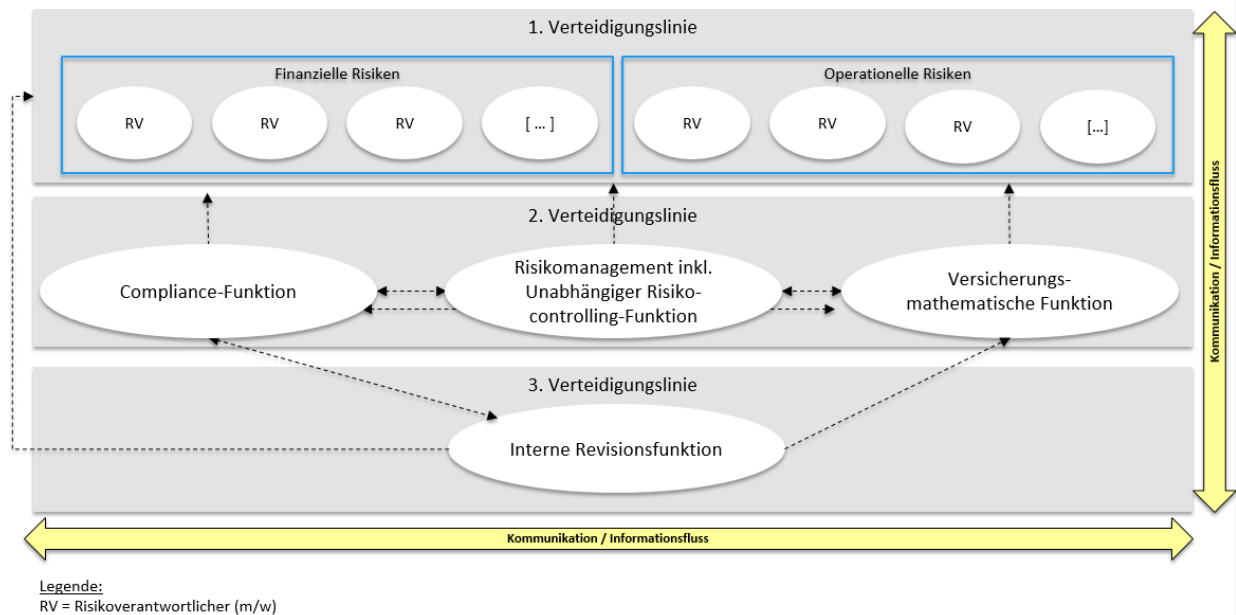 1. Verteidigungslinie
Finanzielle Risiken
RV
RV
RV
[ ... ]
Operationelle Risiken
RV
RV
RV
[...]
2. Verteidigungslinie
Compliance-Funktion
Risikomanagement inkl.
Unabhängiger Risiko-
controlling-Funktion
Versicherungs-
mathematische Funktion
3. Verteidigungslinie
Interne Revisionsfunktion
Kommunikation / Informationsfluss
Kommunikation / Informationsfluss
Legende:
RV = Risikoverantwortlicher (m/w)